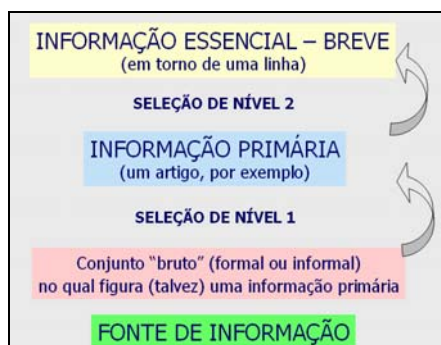 INFORMAÇÃO ESSENCIAL – BREVE
(em torno de uma linha)
SELEÇÃO DE NÍVEL 2
INFORMAÇÃO PRIMÁRIA
(um artigo, por exemplo)
SELEÇÃO DE NÍVEL 1
Conjunto "bruto" (formal ou informal)
no qual figura (talvez) uma informação primária
FONTE DE INFORMAÇÃO